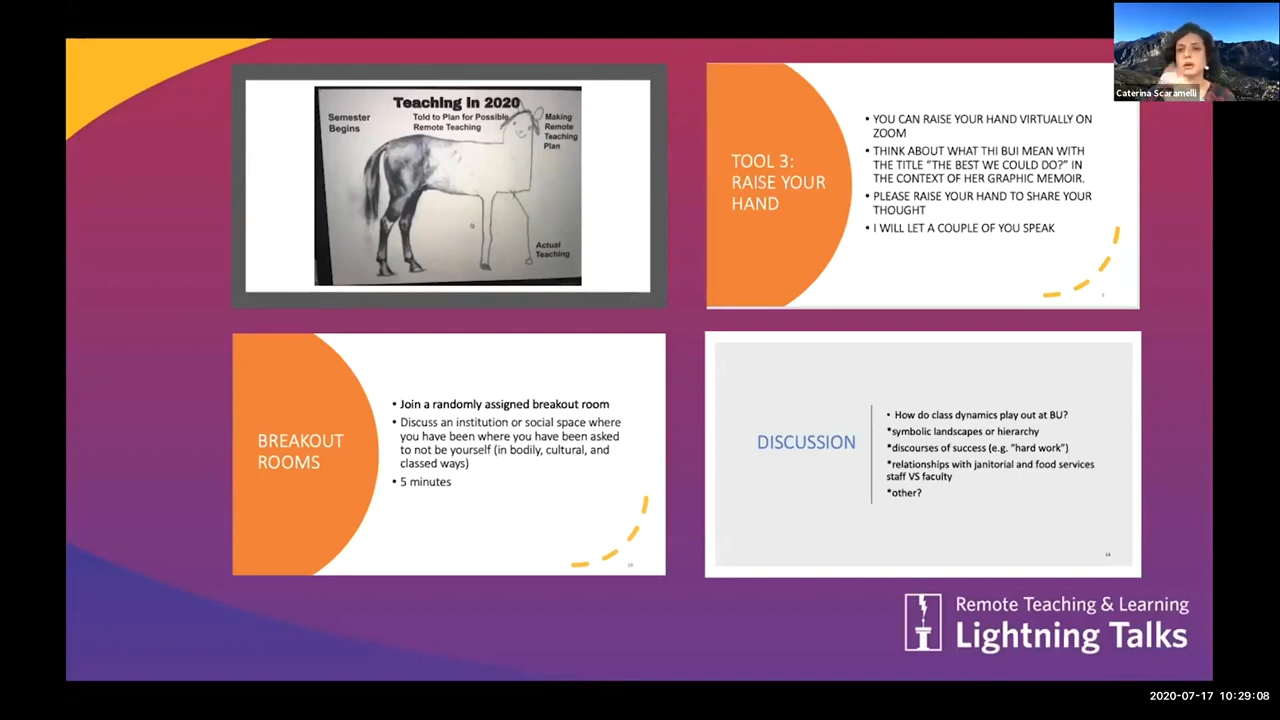 Caterina Scaramelli
Teaching in 2020
Semester
Begins
Told to Plan for Possible
Remote Teaching
Making
Remote
Teaching
Plan
Actual
Teaching
TOOL 3:
RAISE YOUR
HAND
• YOU CAN RAISE YOUR HAND VIRTUALLY ON
ZOOM
• THINK ABOUT WHAT THI BUI MEAN WITH
THE TITLE “THE BEST WE COULD DO?” IN
THE CONTEXT OF HER GRAPHIC MEMOIR.
• PLEASE RAISE YOUR HAND TO SHARE YOUR
THOUGHT
• I WILL LET A COUPLE OF YOU SPEAK
BREAKOUT
ROOMS
• Join a randomly assigned breakout room
• Discuss an institution or social space where
you have been where you have been asked
to not be yourself (in bodily, cultural, and
classed ways)
• 5 minutes
DISCUSSION
• How do class dynamics play out at BU?
*symbolic landscapes or hierarchy
*discourses of success (e.g. “hard work”)
*relationships with janitorial and food services
staff VS faculty
*other?
14
Remote Teaching & Learning
Lightning Talks
2020-07-17 10:29:08